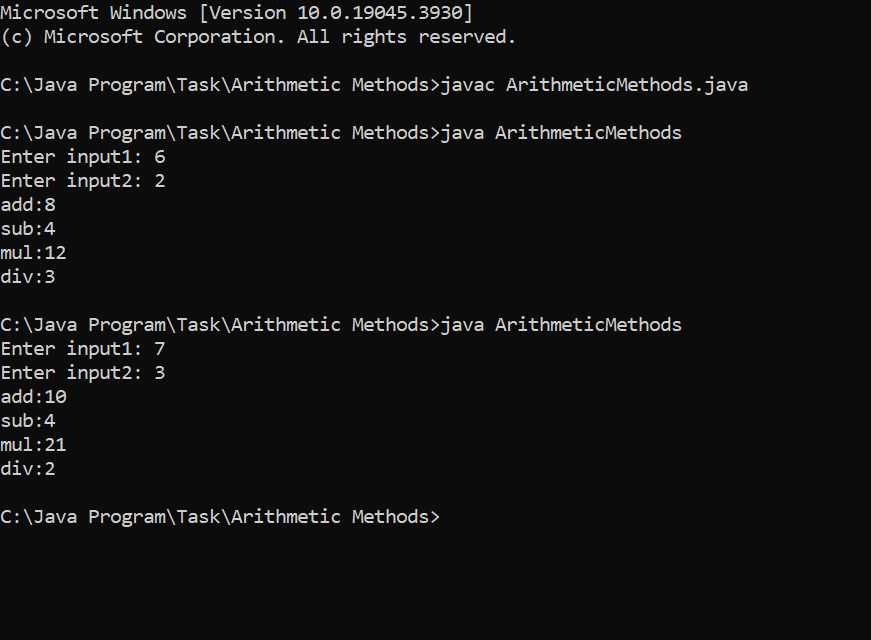 Microsoft Windows [Version 10.0.19045.3930]
(c) Microsoft Corporation. All rights reserved.
C:\Java Program\Task\Arithmetic Methods>javac ArithmeticMethods.java
C:\Java Program\Task\Arithmetic Methods>java ArithmeticMethods
Enter input1: 6
Enter input2: 2
add:8
sub:4
mul:12
div:3
C:\Java Program\Task\Arithmetic Methods>java ArithmeticMethods
Enter input1: 7
Enter input2: 3
add:10
sub:4
mul:21
div:2
C:\Java Program\Task\Arithmetic Methods>